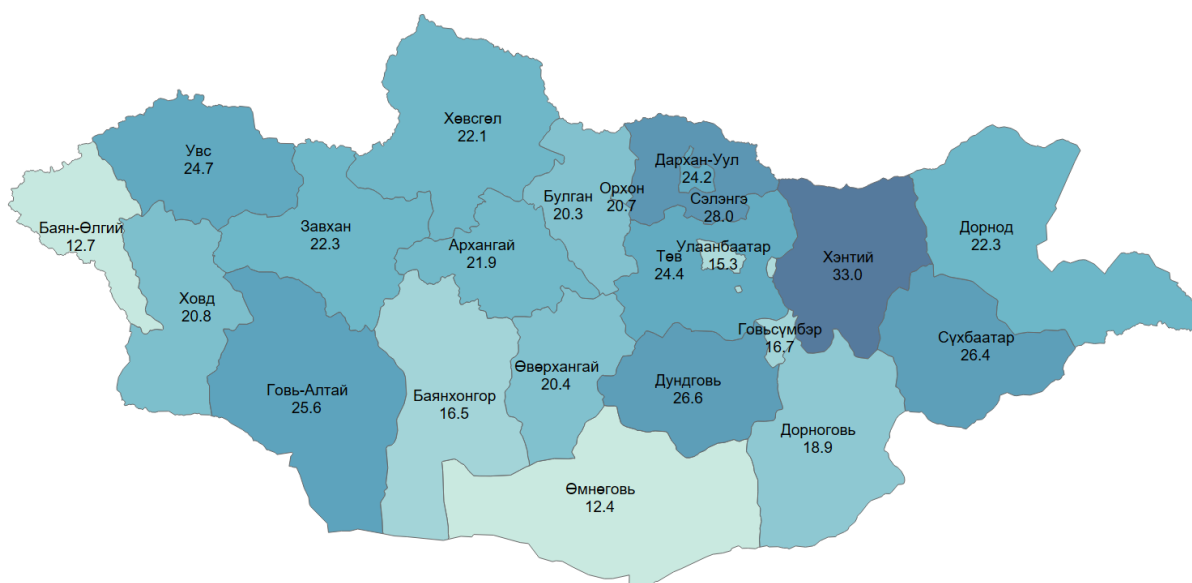 Хөвсгөл
22.1
Увс
24.7
Дархан-Уул
24.2
Булган
20.3
Орхон
20.7
Сэлэнгэ
28.0
Баян-Өлгий
12.7
Завхан
22.3
Архангай
21.9
Улаанбаатар
15.3
Төв
24.4
Хэнтий
33.0
Дорнод
22.3
Ховд
20.8
Говьсүмбэр
16.7
Сүхбаатар
26.4
Говь-Алтай
25.6
Баянхонгор
16.5
Өвөрхангай
20.4
Дундговь
26.6
Дорноговь
18.9
Өмнөговь
12.4